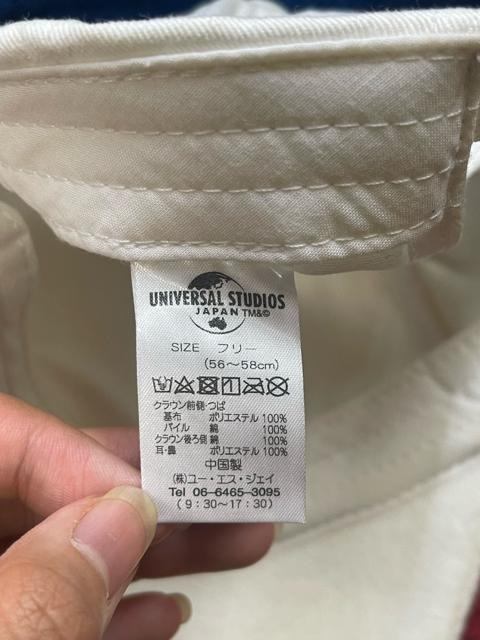 UNIVERSAL STUDIOS
JAPAN TM&©
SIZE フリー
(56〜58cm)
クラウン前側・つば
基布 ポリエステル 100%
パイル 綿 100%
クラウン後ろ側 綿 100%
耳・鼻 ポリエステル 100%
中国製
(株)ユー・エス・ジェイ
Tel 06-6465-3095
(9:30〜17:30)